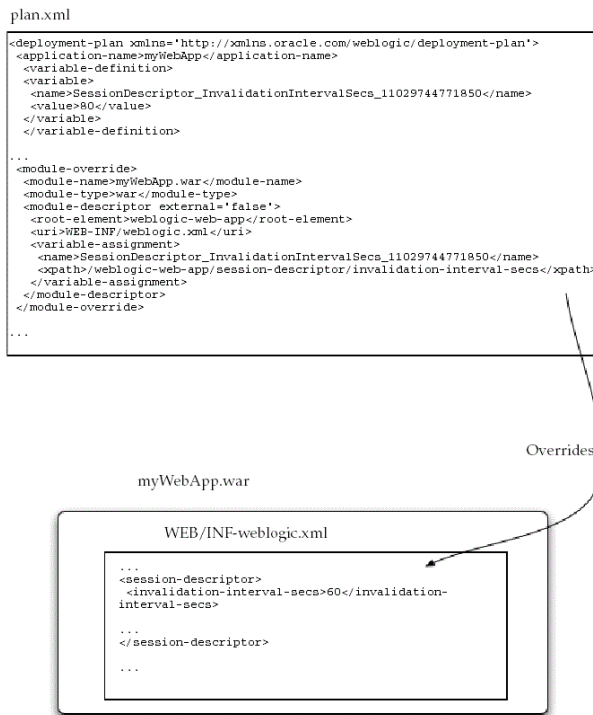 plan.xml
<deployment-plan xmlns="http://xmlns.oracle.com/weblogic/deployment-plan">
<application-name>myWebApp</application-name>
<variable-definition>
<variable>
<name>SessionDescriptor_InvalidationIntervalSecs_11029744771850</name>
<value>80</value>
</variable>
</variable-definition>
...
<module-override>
<module-name>myWebApp.war</module-name>
<module-type>war</module-type>
<module-descriptor external="false">
<root-element>weblogic-web-app</root-element>
<uri>WEB-INF/weblogic.xml</uri>
<variable-assignment>
<name>SessionDescriptor_InvalidationIntervalSecs_11029744771850</name>
<xpath>/weblogic-web-app/session-descriptor/invalidation-interval-secs</xpath>
</variable-assignment>
</module-descriptor>
</module-override>
...
Overrides
myWebApp.war
WEB/INF-weblogic.xml
...
<session-descriptor>
<invalidation-interval-secs>60</invalidation-
interval-secs>
...
</session-descriptor>
...